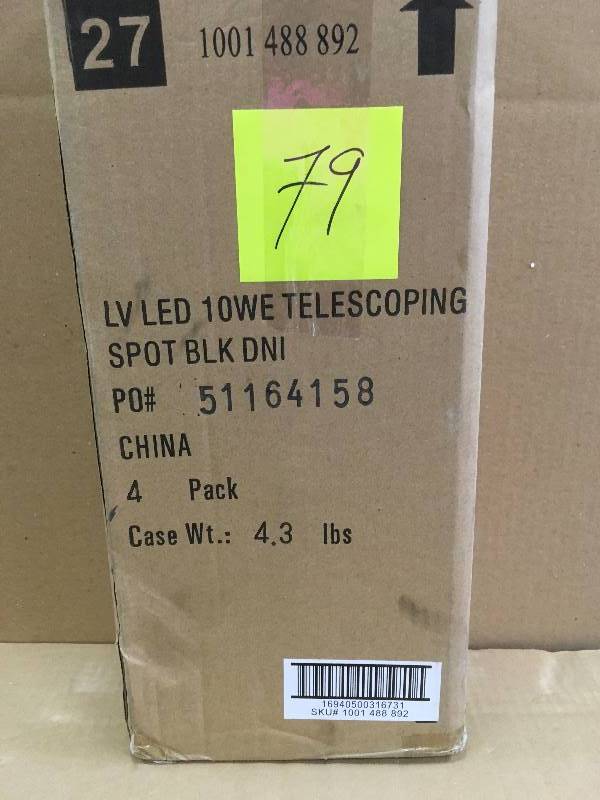 27 1001 488 892
79
LV LED 10WE TELESCOPING
SPOT BLK DNI
PO# 51164158
CHINA
4 Pack
Case Wt.: 4.3 lbs
16940500316731
SKU# 1001 488 892